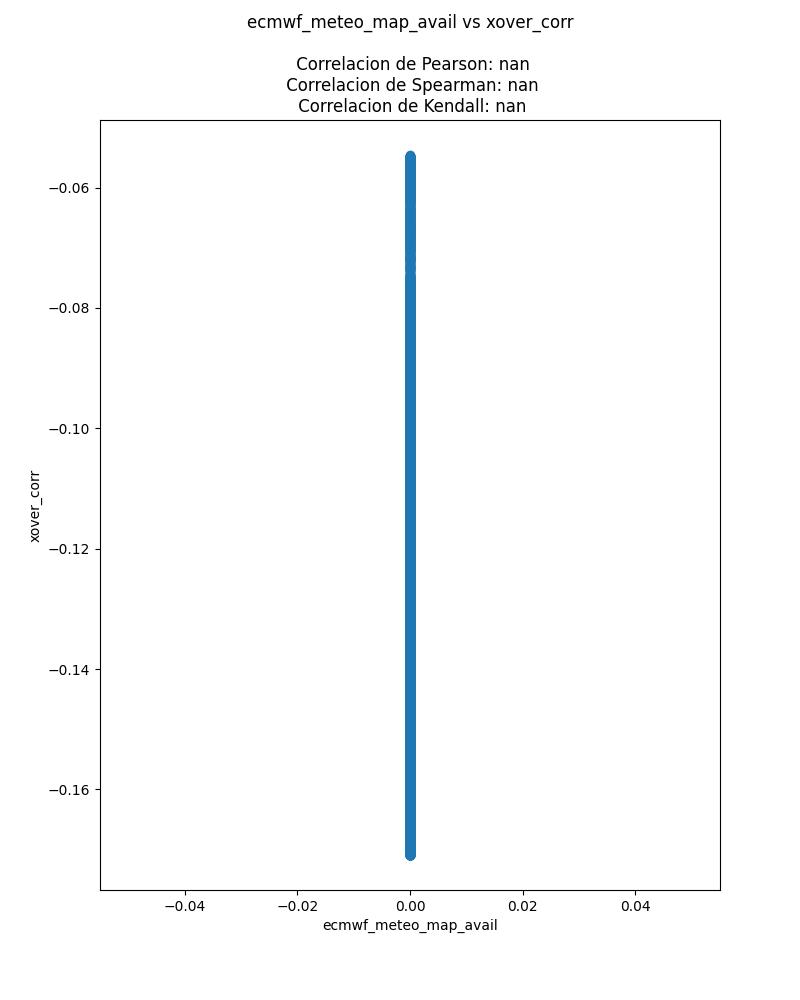 ecmwf_meteo_map_avail vs xover_corr
Correlacion de Pearson: nan
Correlacion de Spearman: nan
Correlacion de Kendall: nan
−0.06
−0.08
−0.10
xover_corr
−0.12
−0.14
−0.16
−0.04 −0.02 0.00 0.02 0.04
ecmwf_meteo_map_avail